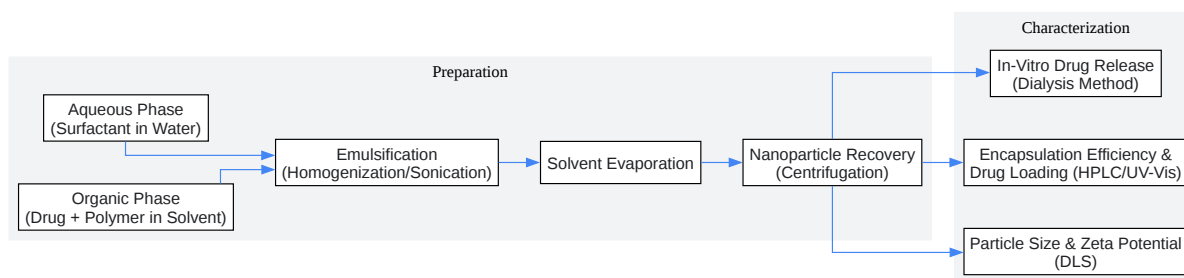 Preparation
Aqueous Phase
(Surfactant in Water)
Organic Phase
(Drug + Polymer in Solvent)
Emulsification
(Homogenization/Sonication)
Solvent Evaporation
Nanoparticle Recovery
(Centrifugation)
Characterization
In-Vitro Drug Release
(Dialysis Method)
Encapsulation Efficiency &
Drug Loading (HPLC/UV-Vis)
Particle Size & Zeta Potential
(DLS)